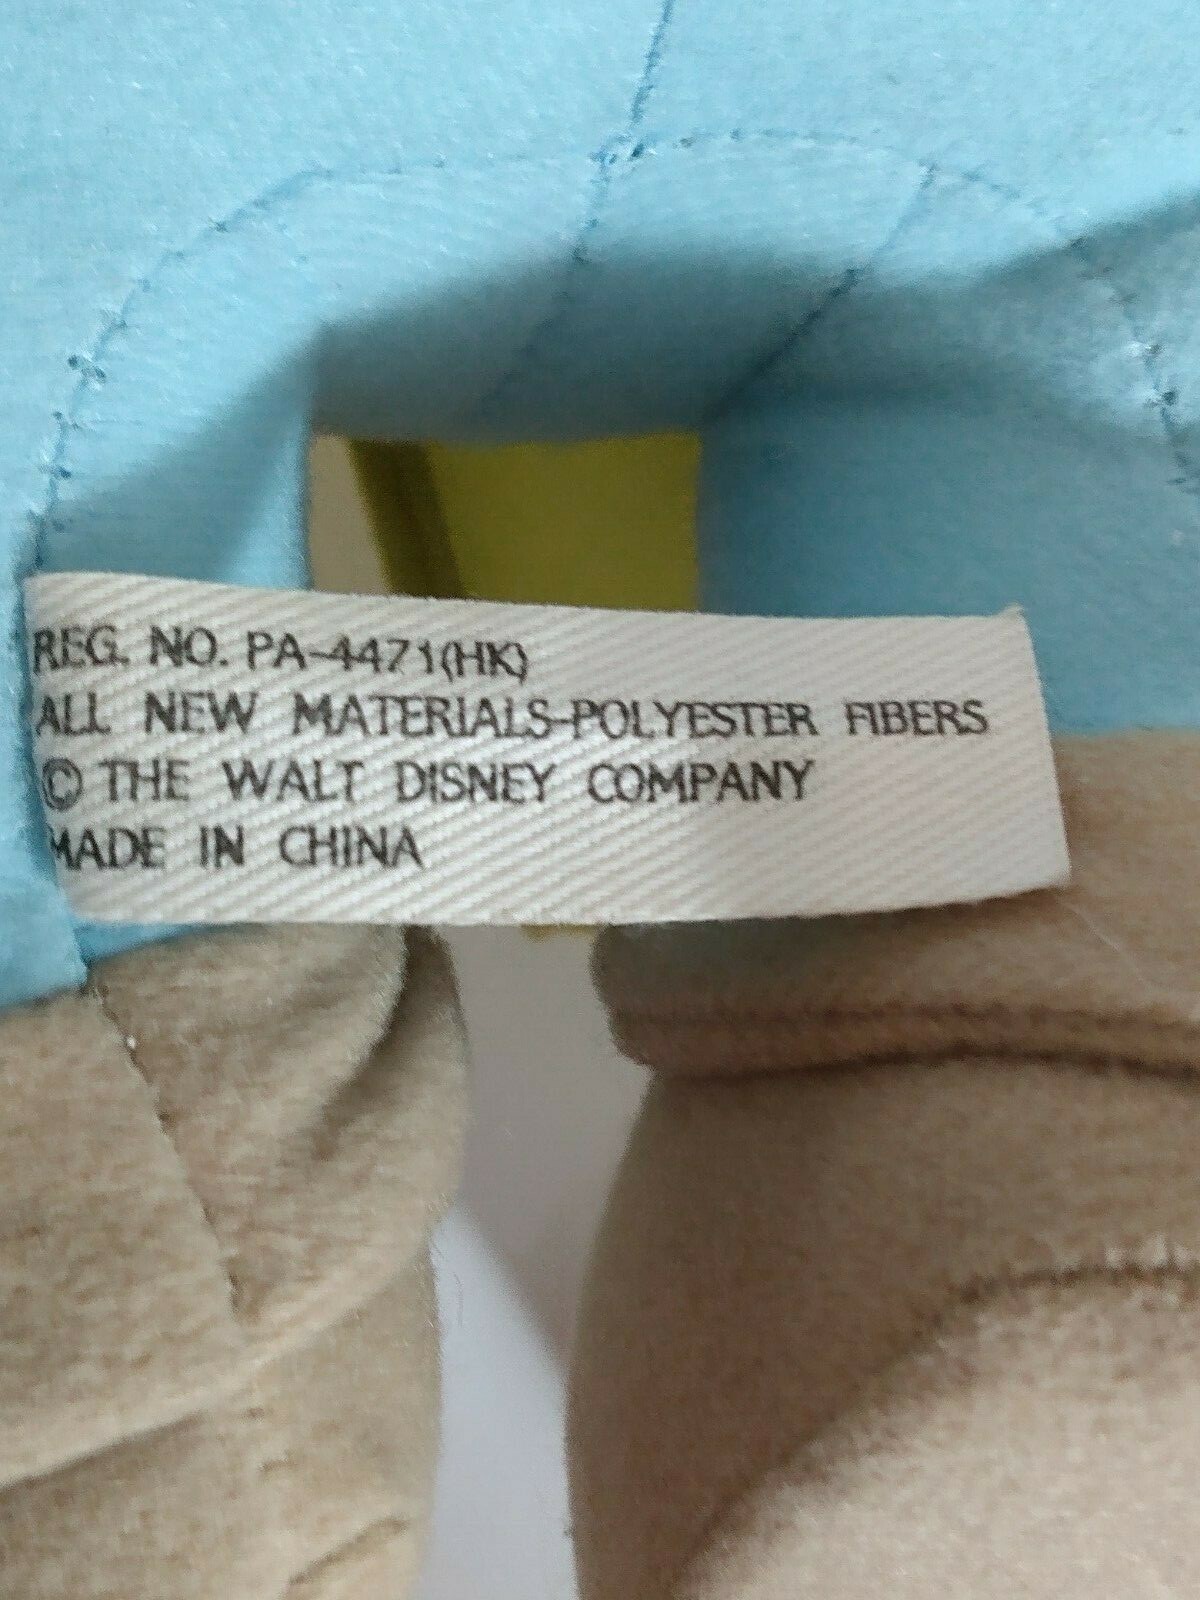 REG. NO. PA-4471(HK)
ALL NEW MATERIALS-POLYESTER FIBERS
© THE WALT DISNEY COMPANY
MADE IN CHINA